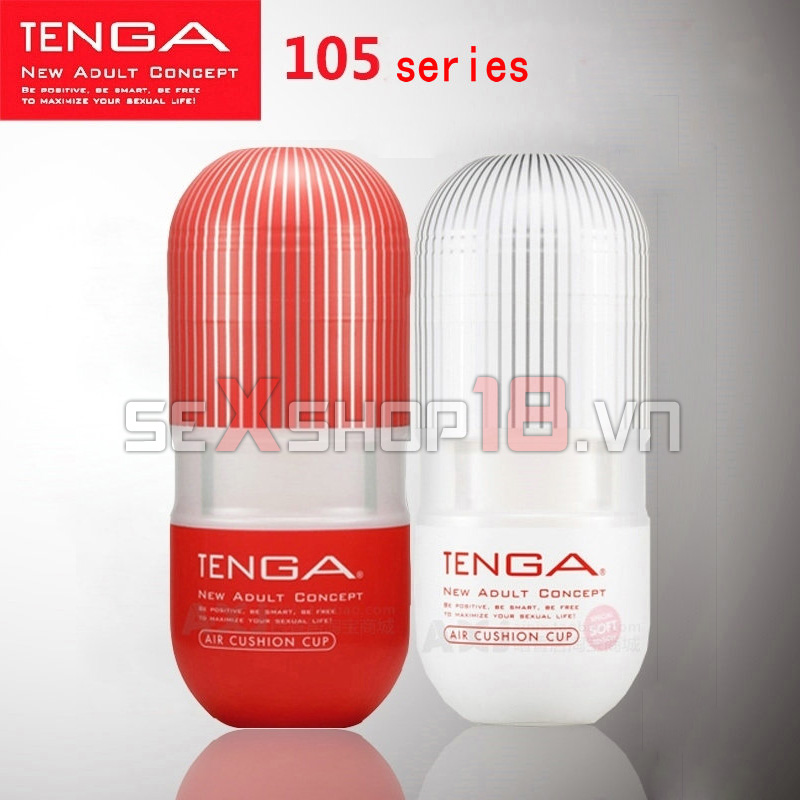 TENGA
NEW ADULT CONCEPT
BE POSITIVE, BE SMART, BE FREE
TO MAXIMIZE YOUR SEXUAL LIFE!
105 series
sexshop18.vn
TENGA®
NEW ADULT CONCEPT
BE POSITIVE, BE SMART, BE FREE
TO MAXIMIZE YOUR SEXUAL LIFE!
AIR CUSHION CUP
TENGA®
NEW ADULT CONCEPT
BE POSITIVE, BE SMART, BE FREE
TO MAXIMIZE YOUR SEXUAL LIFE!
AIR CUSHION CUP
SPECIAL
SOFT
EDITION